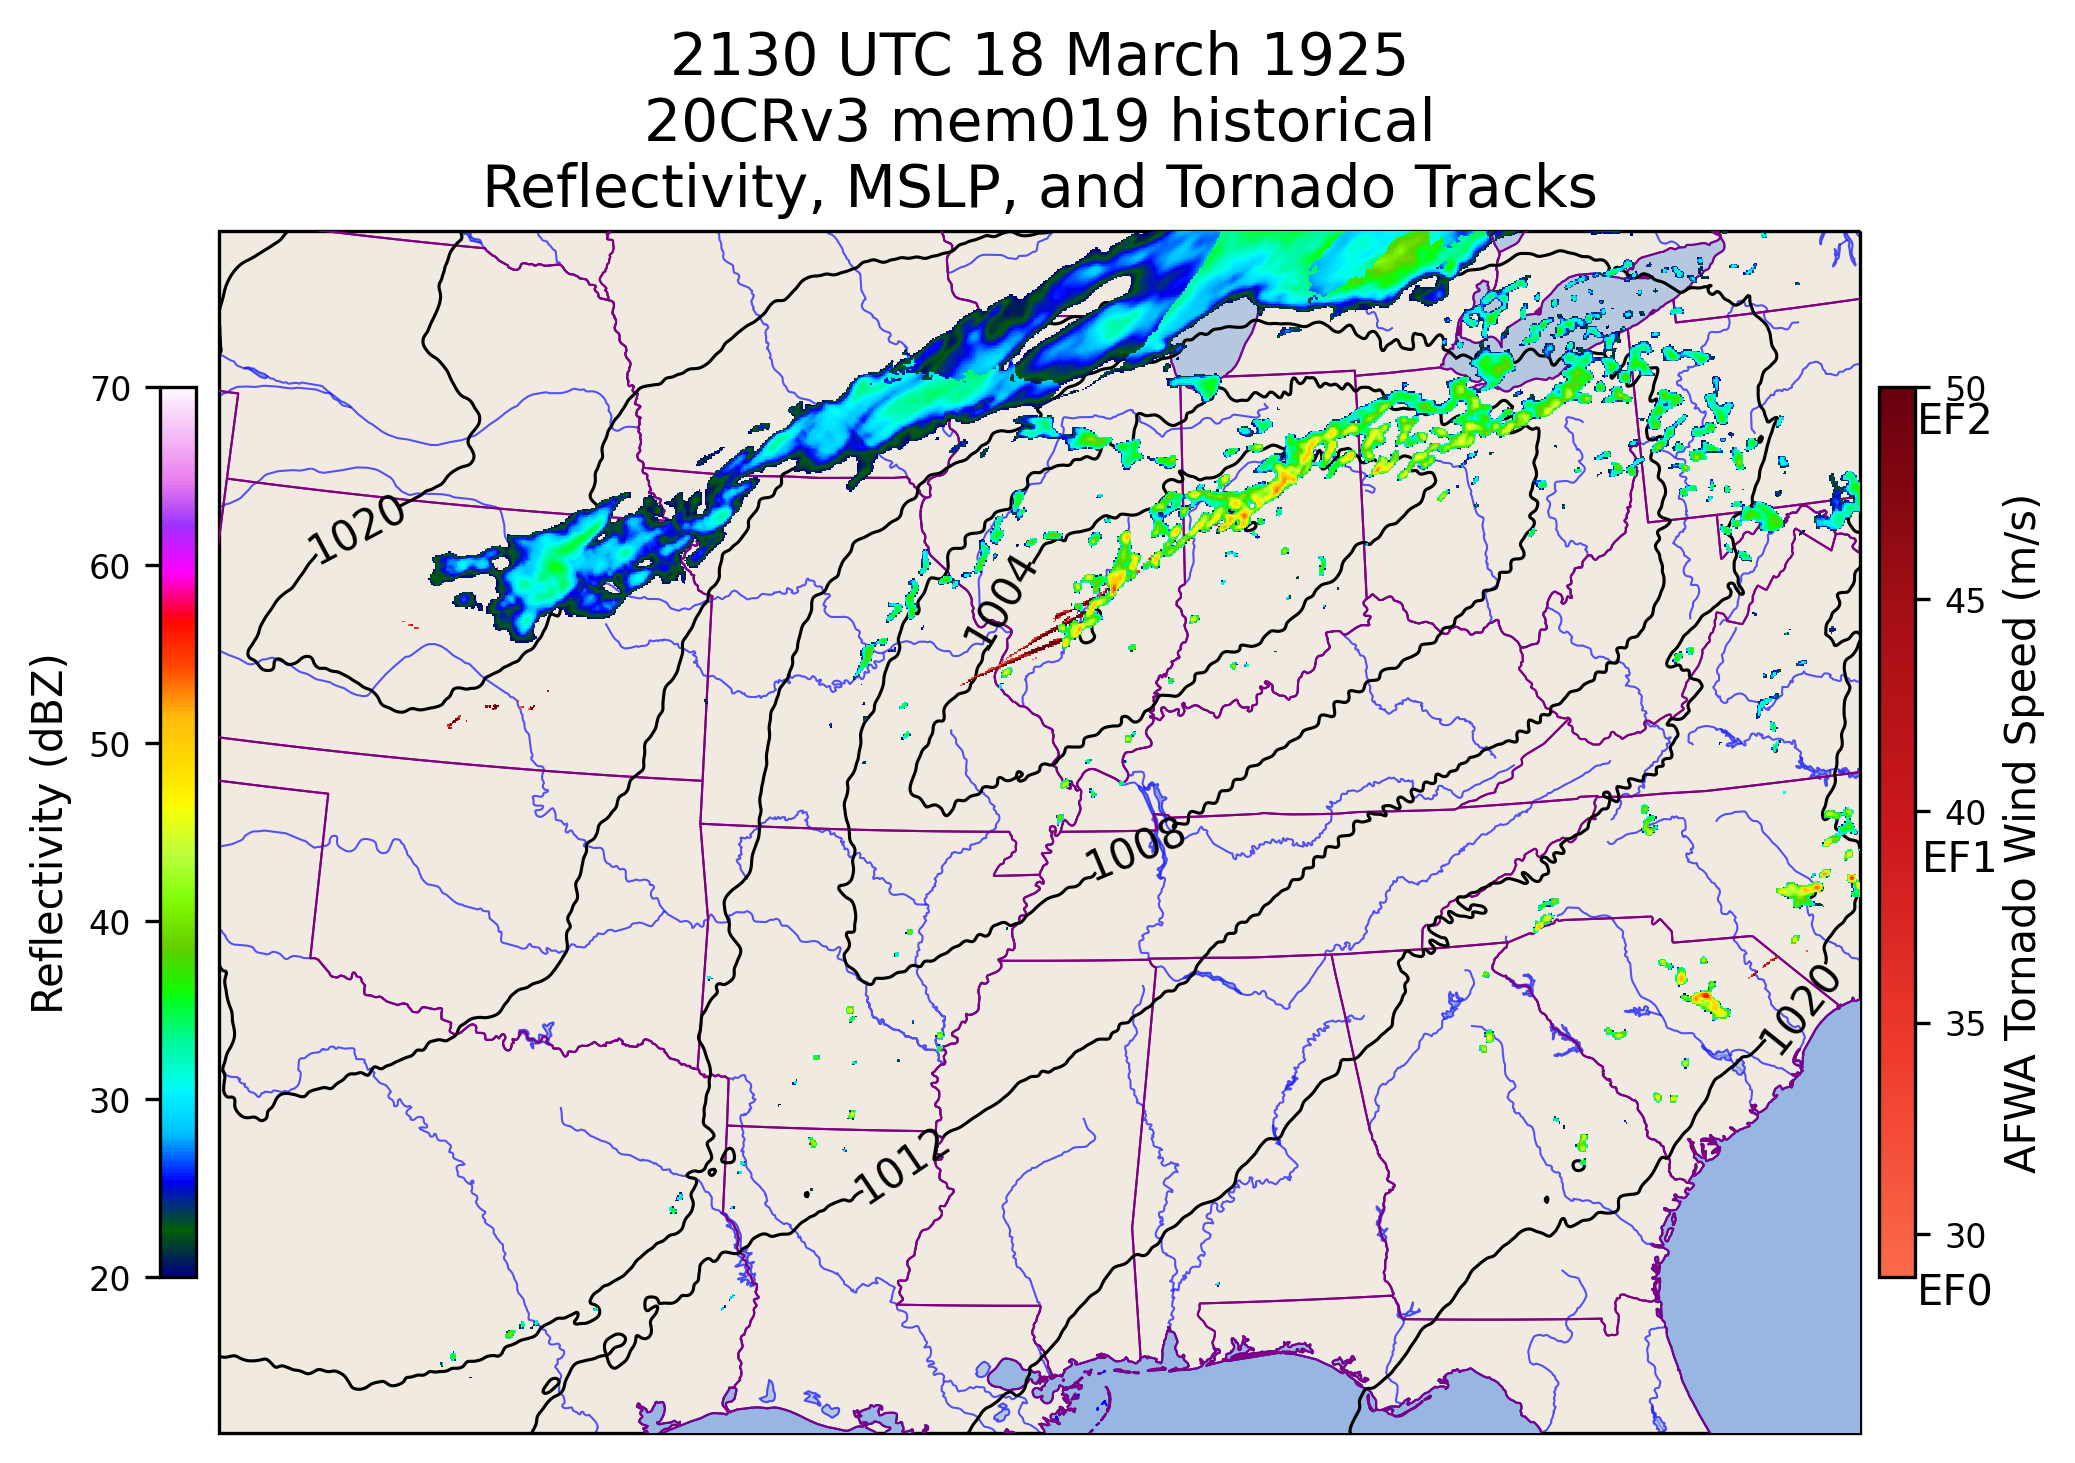 2130 UTC 18 March 1925
20CRv3 mem019 historical
Reflectivity, MSLP, and Tornado Tracks
70
60
50
40
30
20
Reflectivity (dBZ)
1020
1004
1008
1012
1020
50
EF2
45
40
EF1
35
30
EF0
AFWA Tornado Wind Speed (m/s)